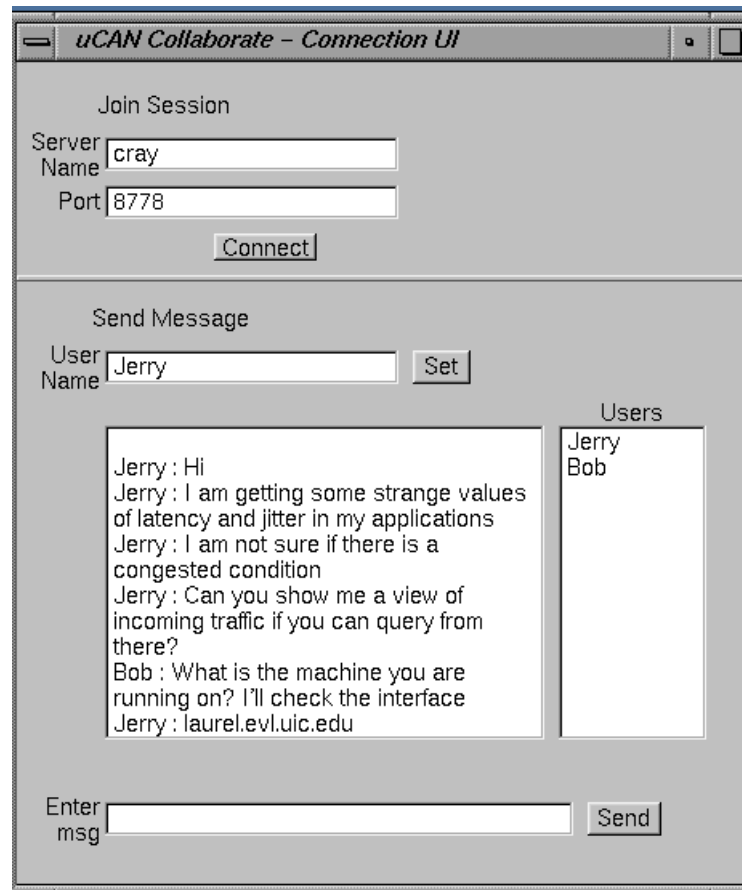 uCAN Collaborate – Connection UI
Join Session
Server
Name
cray
Port 8778
Connect
Send Message
User
Name
Jerry
Set
Users
Jerry
Bob
Jerry : Hi
Jerry : I am getting some strange values
of latency and jitter in my applications
Jerry : I am not sure if there is a
congested condition
Jerry : Can you show me a view of
incoming traffic if you can query from
there?
Bob : What is the machine you are
running on? I'll check the interface
Jerry : laurel.evl.uic.edu
Enter
msg
Send